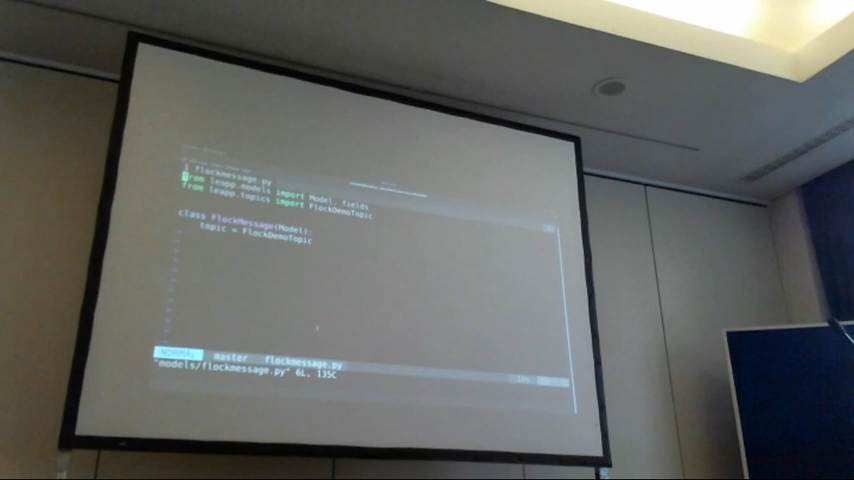 1 flockmessage.py
from leapp.models import Model, fields
from leapp.topics import FlockDemoTopic
class FlockMessage(Model):
topic = FlockDemoTopic
~
~
~
~
~
~
~
~
~
NORMAL master flockmessage.py
"models/flockmessage.py" 6L, 135C